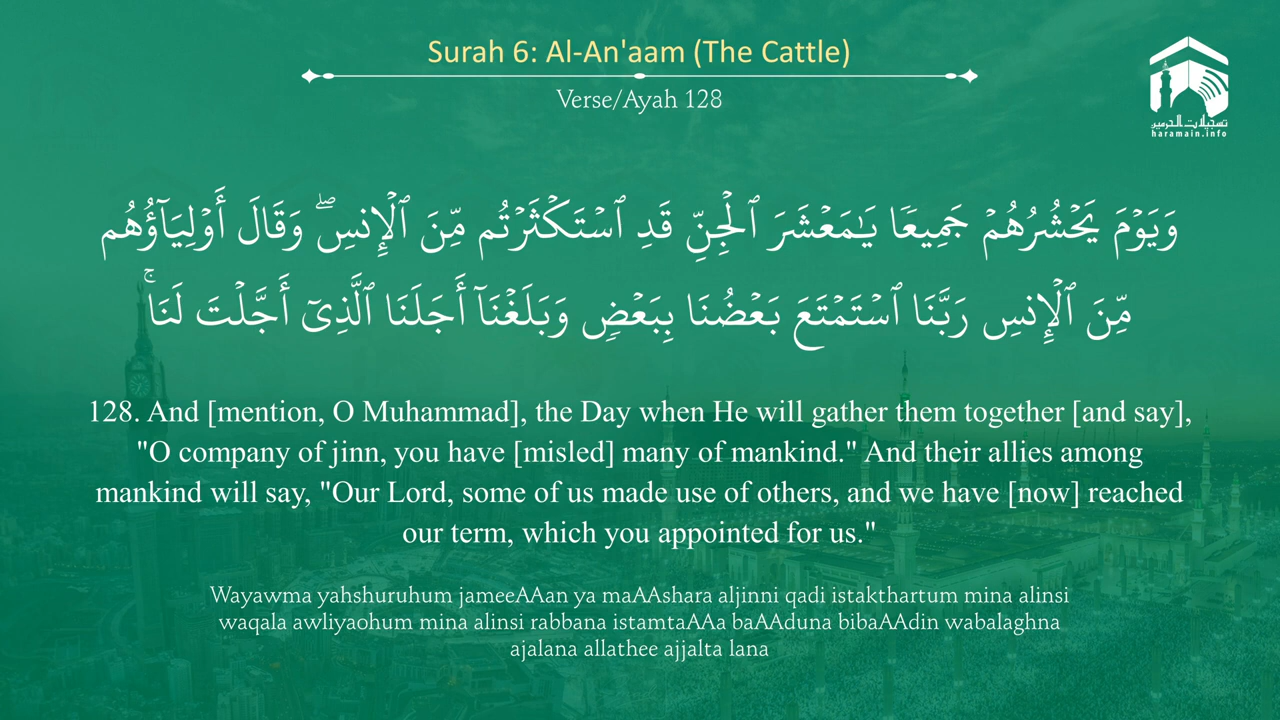 Surah 6: Al-An'aam (The Cattle)
Verse/Ayah 128
تسجيلات الحرمين
haramain.info
وَيَوْمَ يَحْشُرُهُمْ جَمِيعًا يَـٰمَعْشَرَ ٱلْجِنِّ قَدِ ٱسْتَكْثَرْتُم مِّنَ ٱلْإِنسِ ۖ وَقَالَ أَوْلِيَآؤُهُم
مِّنَ ٱلْإِنسِ رَبَّنَا ٱسْتَمْتَعَ بَعْضُنَا بِبَعْضٍ وَبَلَغْنَآ أَجَلَنَا ٱلَّذِىٓ أَجَّلْتَ لَنَا ۚ
128. And [mention, O Muhammad], the Day when He will gather them together [and say],
"O company of jinn, you have [misled] many of mankind." And their allies among
mankind will say, "Our Lord, some of us made use of others, and we have [now] reached
our term, which you appointed for us."
Wayawma yahshuruhum jameeAAan ya maAAshara aljinni qadi istakthartum mina alinsi
waqala awliyaohum mina alinsi rabbana istamtaAAa baAAduna bibaAAdin wabalaghna
ajalana allathee ajjalta lana